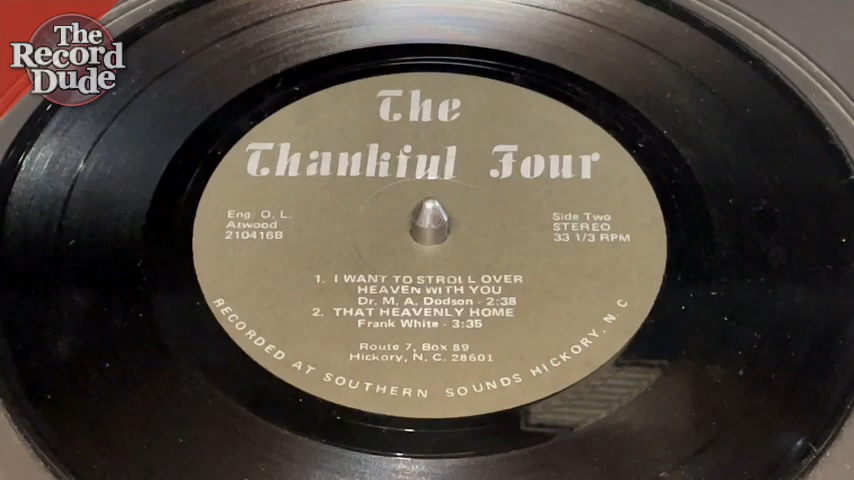 The
Record
Dude
The
Thankful Four
Eng. O. L.
Atwood
210416B
Side Two
STEREO
33 1/3 RPM
1. I WANT TO STROLL OVER
HEAVEN WITH YOU
Dr. M. A. Dodson - 2:38
2. THAT HEAVENLY HOME
Frank White - 3:35
Route 7, Box 89
Hickory, N. C. 28601
RECORDED AT SOUTHERN SOUNDS HICKORY, N C